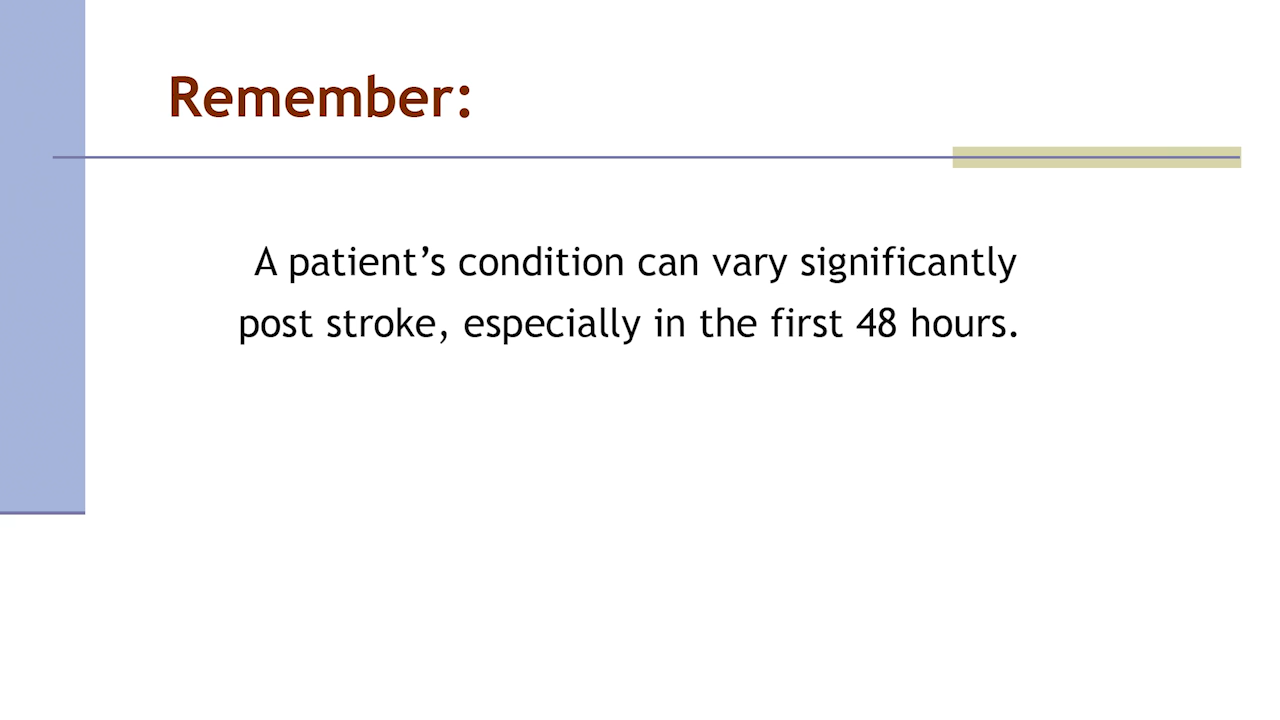 Remember:
A patient’s condition can vary significantly
post stroke, especially in the first 48 hours.